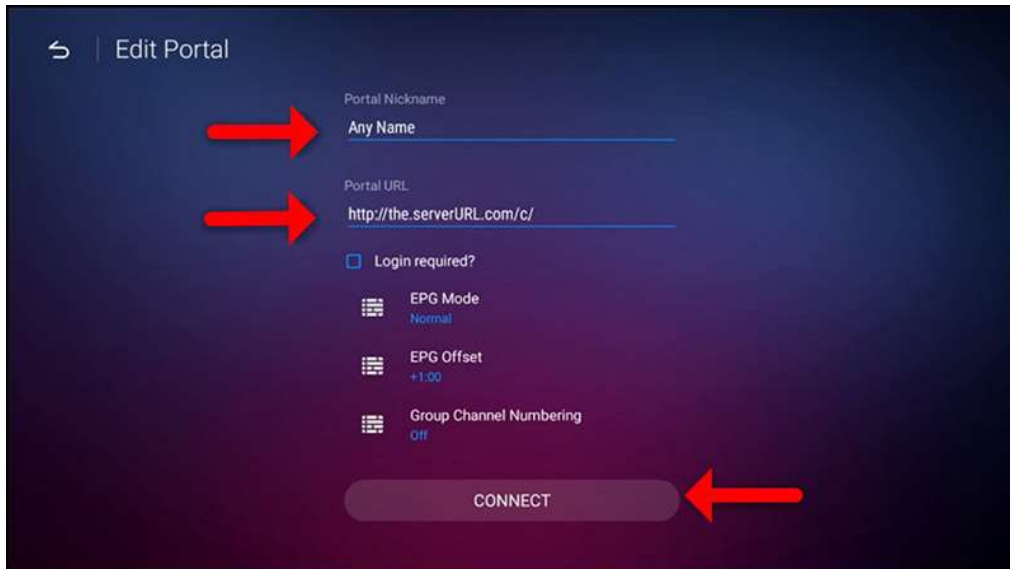 Edit Portal
Portal Nickname
Any Name
Portal URL
http://the.serverURL.com/c/
Login required?
EPG Mode
Normal
EPG Offset
+1:00
Group Channel Numbering
Off
CONNECT